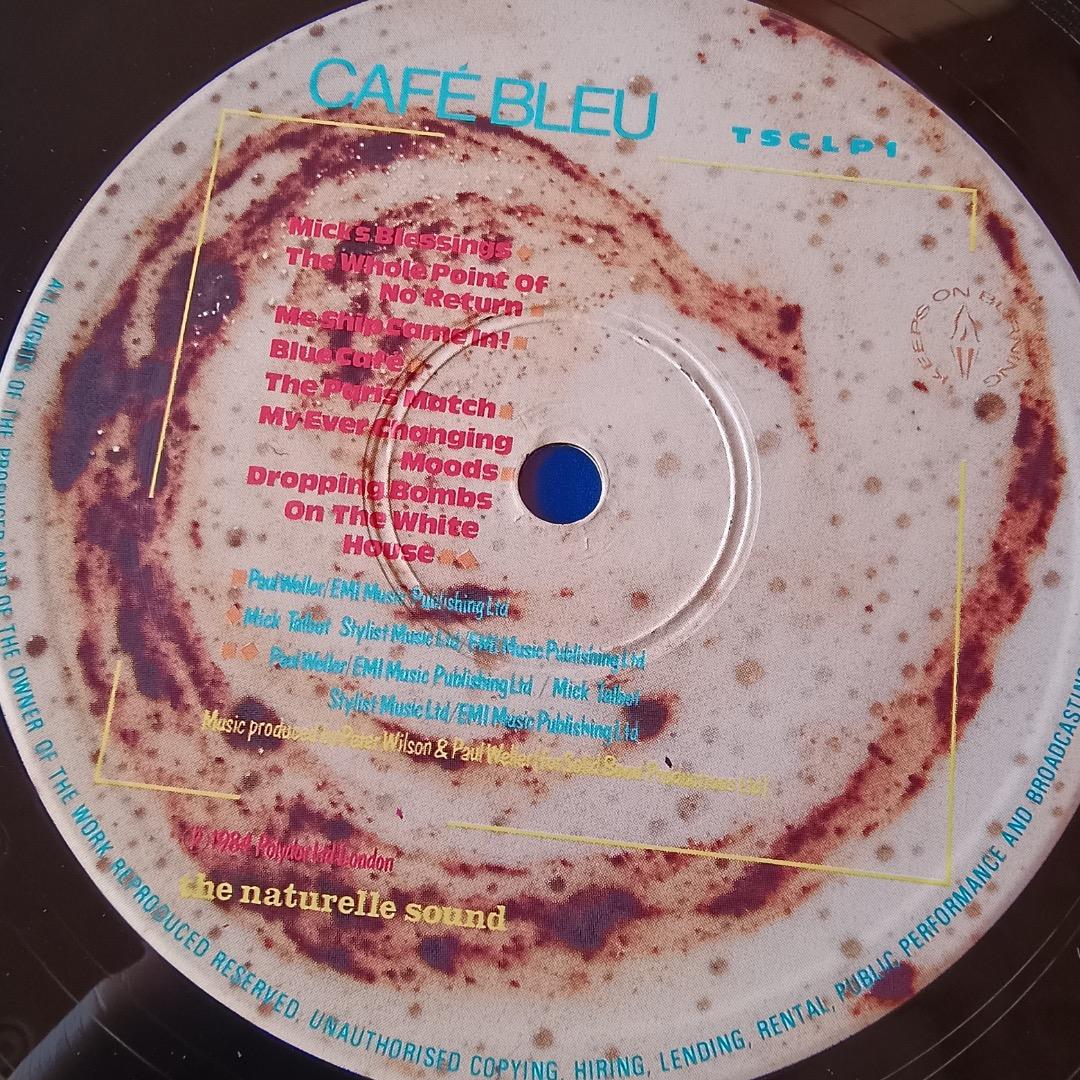 CAFÉ BLEU
TSCLP1
Mick's Blessings
The Whole Point Of
No Return
Me Ship Came In!
Blue Café
The Paris Match
My Ever Changing
Moods
Dropping Bombs
On The White
House
Paul Weller/EMI Music Publishing Ltd
Mick Talbot Stylist Music Ltd/EMI Music Publishing Ltd
Paul Weller/EMI Music Publishing Ltd / Mick Talbot
Stylist Music Ltd/EMI Music Publishing Ltd
Music produced by Peter Wilson & Paul Weller
℗ 1984 Polydor Ltd London
the naturelle sound
KEEPS ON BURNING
ALL RIGHTS OF THE PRODUCER AND OF THE OWNER OF THE WORK REPRODUCED RESERVED, UNAUTHORISED COPYING, HIRING, LENDING, RENTAL, PUBLIC PERFORMANCE AND BROADCASTING